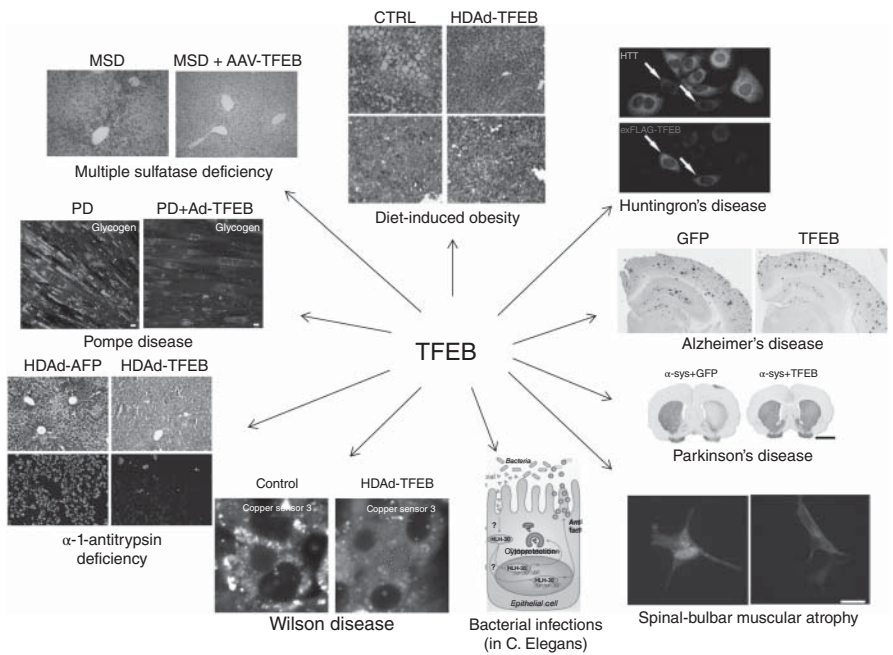 CTRL HDAd-TFEB
Diet-induced obesity
MSD MSD + AAV-TFEB
Multiple sulfatase deficiency
HTT
exFLAG-TFEB
Huntingron's disease
PD PD+Ad-TFEB
Glycogen Glycogen
Pompe disease
GFP TFEB
Alzheimer's disease
TFEB
HDAd-AFP HDAd-TFEB
α-1-antitrypsin
deficiency
α-sys+GFP α-sys+TFEB
Parkinson's disease
Control HDAd-TFEB
Copper sensor 3 Copper sensor 3
Wilson disease
Bacteria
?
HLH-30
?
HLH-30
HLH-30
Epithelial cell
Bacterial infections
(in C. Elegans)
Spinal-bulbar muscular atrophy